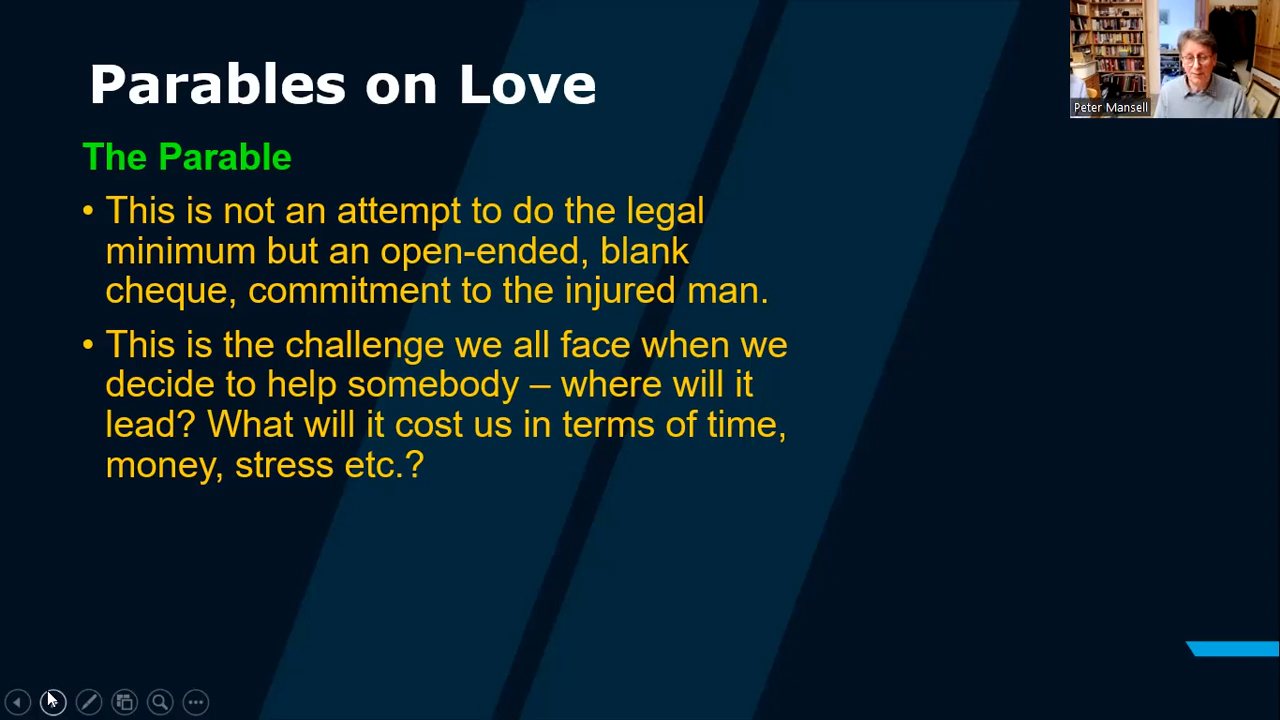 Parables on Love
The Parable
• This is not an attempt to do the legal
minimum but an open-ended, blank
cheque, commitment to the injured man.
• This is the challenge we all face when we
decide to help somebody – where will it
lead? What will it cost us in terms of time,
money, stress etc.?
Peter Mansell